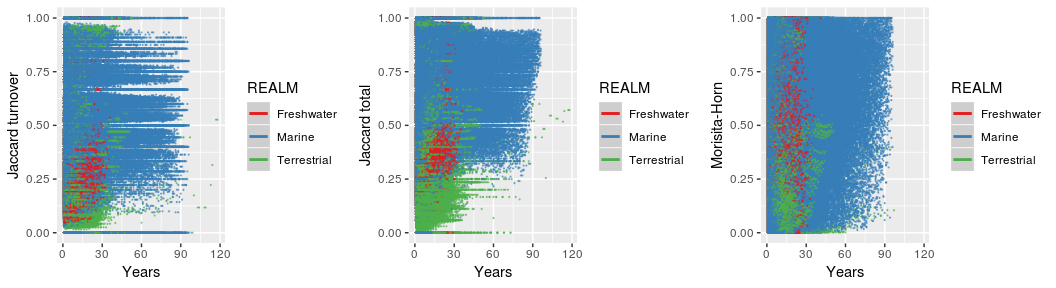 Jaccard turnover
1.00
0.75
0.50
0.25
0.00
0
30
60
90
120
Years
REALM
Freshwater
Marine
Terrestrial
Jaccard total
1.00
0.75
0.50
0.25
0.00
0
30
60
90
120
Years
REALM
Freshwater
Marine
Terrestrial
Morisita-Horn
1.00
0.75
0.50
0.25
0.00
0
30
60
90
120
Years
REALM
Freshwater
Marine
Terrestrial